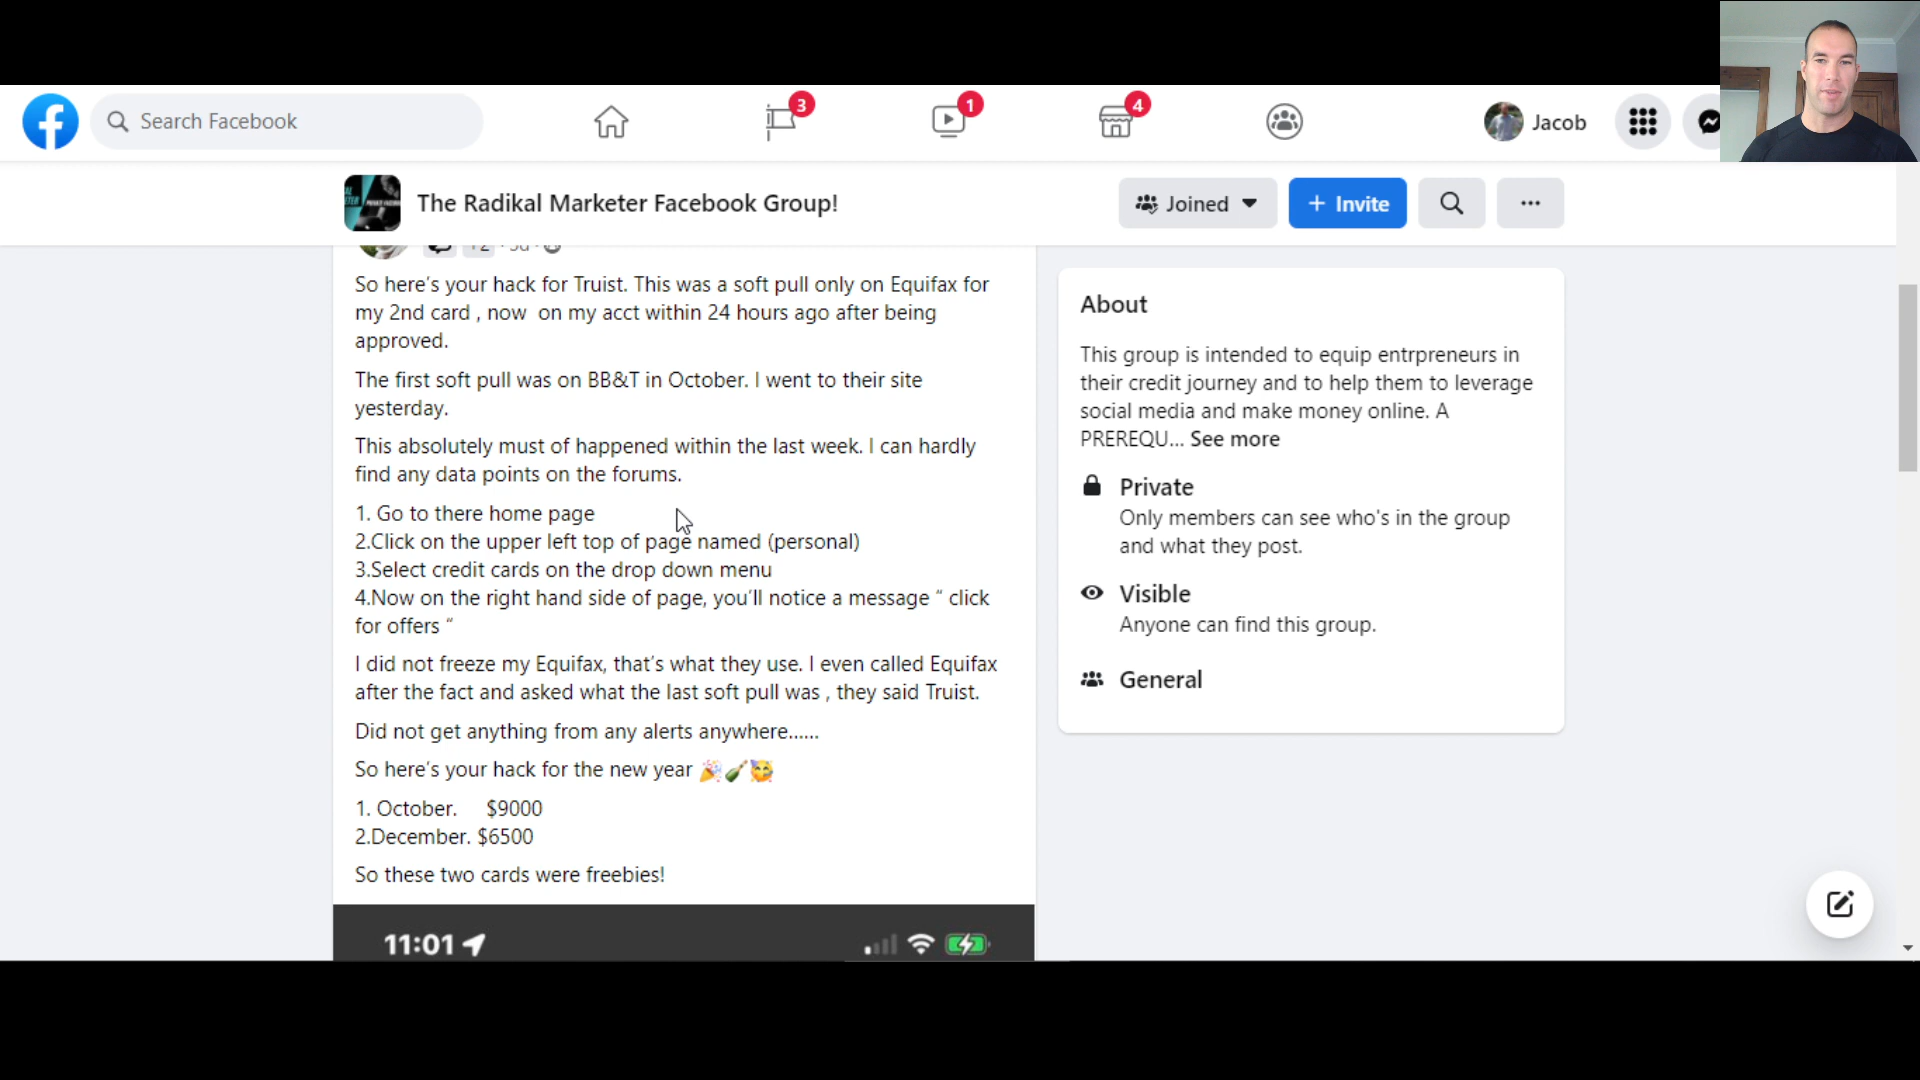 Search Facebook
3
1
4
Jacob
The Radikal Marketer Facebook Group!
Joined
+ Invite
So here's your hack for Truist. This was a soft pull only on Equifax for
my 2nd card , now  on my acct within 24 hours ago after being
approved.
The first soft pull was on BB&T in October. I went to their site
yesterday.
This absolutely must of happened within the last week. I can hardly
find any data points on the forums.
1. Go to there home page
2.Click on the upper left top of page named (personal)
3.Select credit cards on the drop down menu
4.Now on the right hand side of page, you'll notice a message “ click
for offers “
I did not freeze my Equifax, that's what they use. I even called Equifax
after the fact and asked what the last soft pull was , they said Truist.
Did not get anything from any alerts anywhere......
So here's your hack for the new year 🎉🍾🥳
1. October.     $9000
2.December. $6500
So these two cards were freebies!
11:01
About
This group is intended to equip entrpreneurs in
their credit journey and to help them to leverage
social media and make money online. A
PREREQU... See more
Private
Only members can see who's in the group
and what they post.
Visible
Anyone can find this group.
General